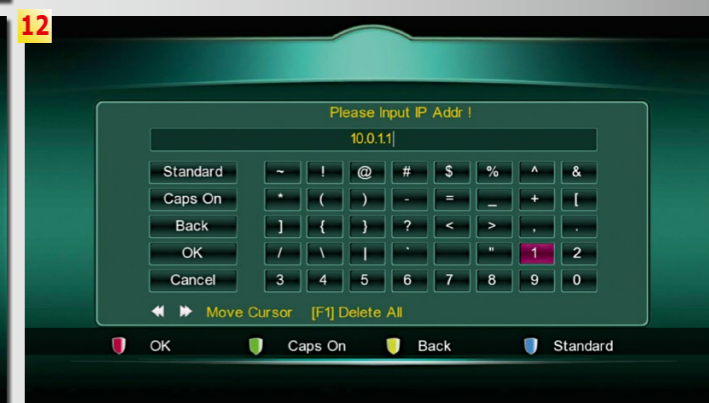 12
Please Input IP Addr !
10.0.1.1
Standard ~ ! @ # $ % ^ &
Caps On * ( ) - = _ + [
Back ] { } ? < > , .
OK / \ | ` " 1 2
Cancel 3 4 5 6 7 8 9 0
Move Cursor [F1] Delete All
OK Caps On Back Standard